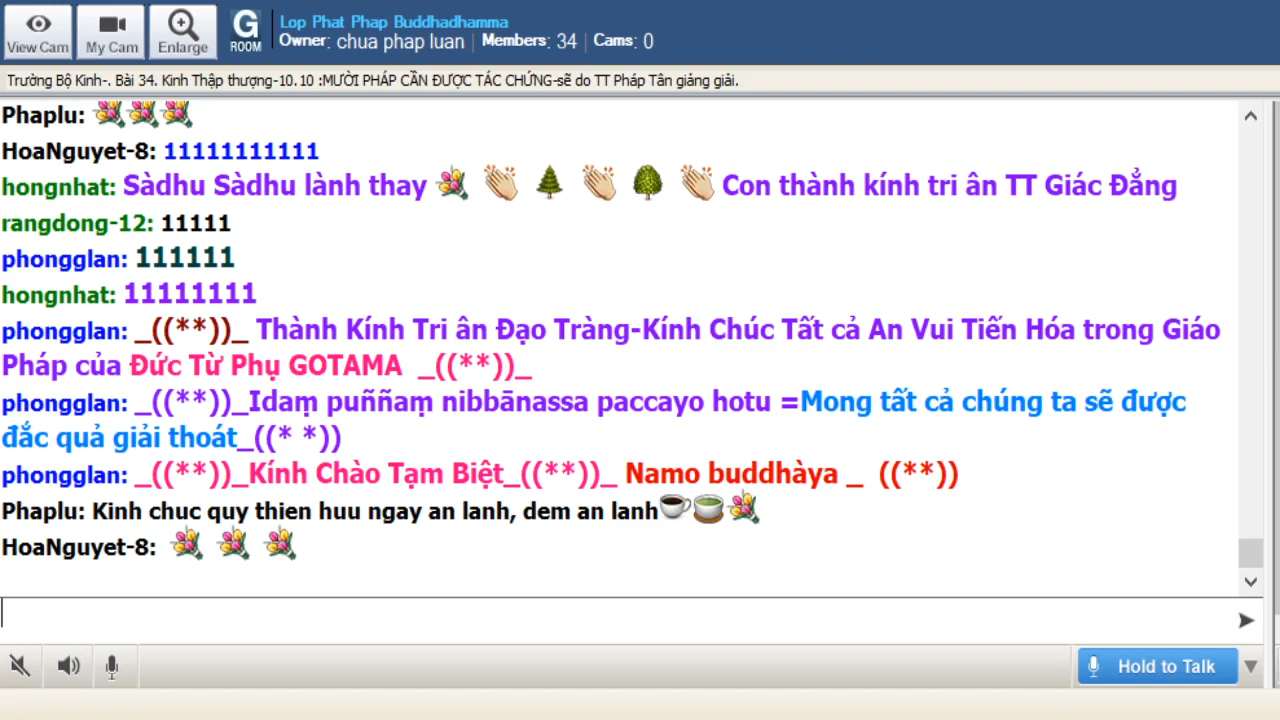 View Cam
My Cam
Enlarge
G ROOM
Lop Phat Phap Buddhadhamma
Owner: chua phap luan | Members: 34 | Cams: 0
Trường Bộ Kinh-. Bài 34. Kinh Thập thượng-10.10 :MƯỜI PHÁP CẦN ĐƯỢC TÁC CHỨNG-sẽ do TT Pháp Tân giảng giải.
Phaplu:
HoaNguyet-8: 11111111111
hongnhat: Sàdhu Sàdhu lành thay Con thành kính tri ân TT Giác Đẳng
rangdong-12: 11111
phongglan: 111111
hongnhat: 11111111
phongglan: _((**))_ Thành Kính Tri ân Đạo Tràng-Kính Chúc Tất cả An Vui Tiến Hóa trong Giáo
Pháp của Đức Từ Phụ GOTAMA _((**))_
phongglan: _((**))_Idaṃ puññaṃ nibbānassa paccayo hotu =Mong tất cả chúng ta sẽ được
đắc quả giải thoát_((* *))
phongglan: _((**))_Kính Chào Tạm Biệt_((**))_ Namo buddhàya _ ((**))
Phaplu: Kinh chuc quy thien huu ngay an lanh, dem an lanh
HoaNguyet-8:
Hold to Talk